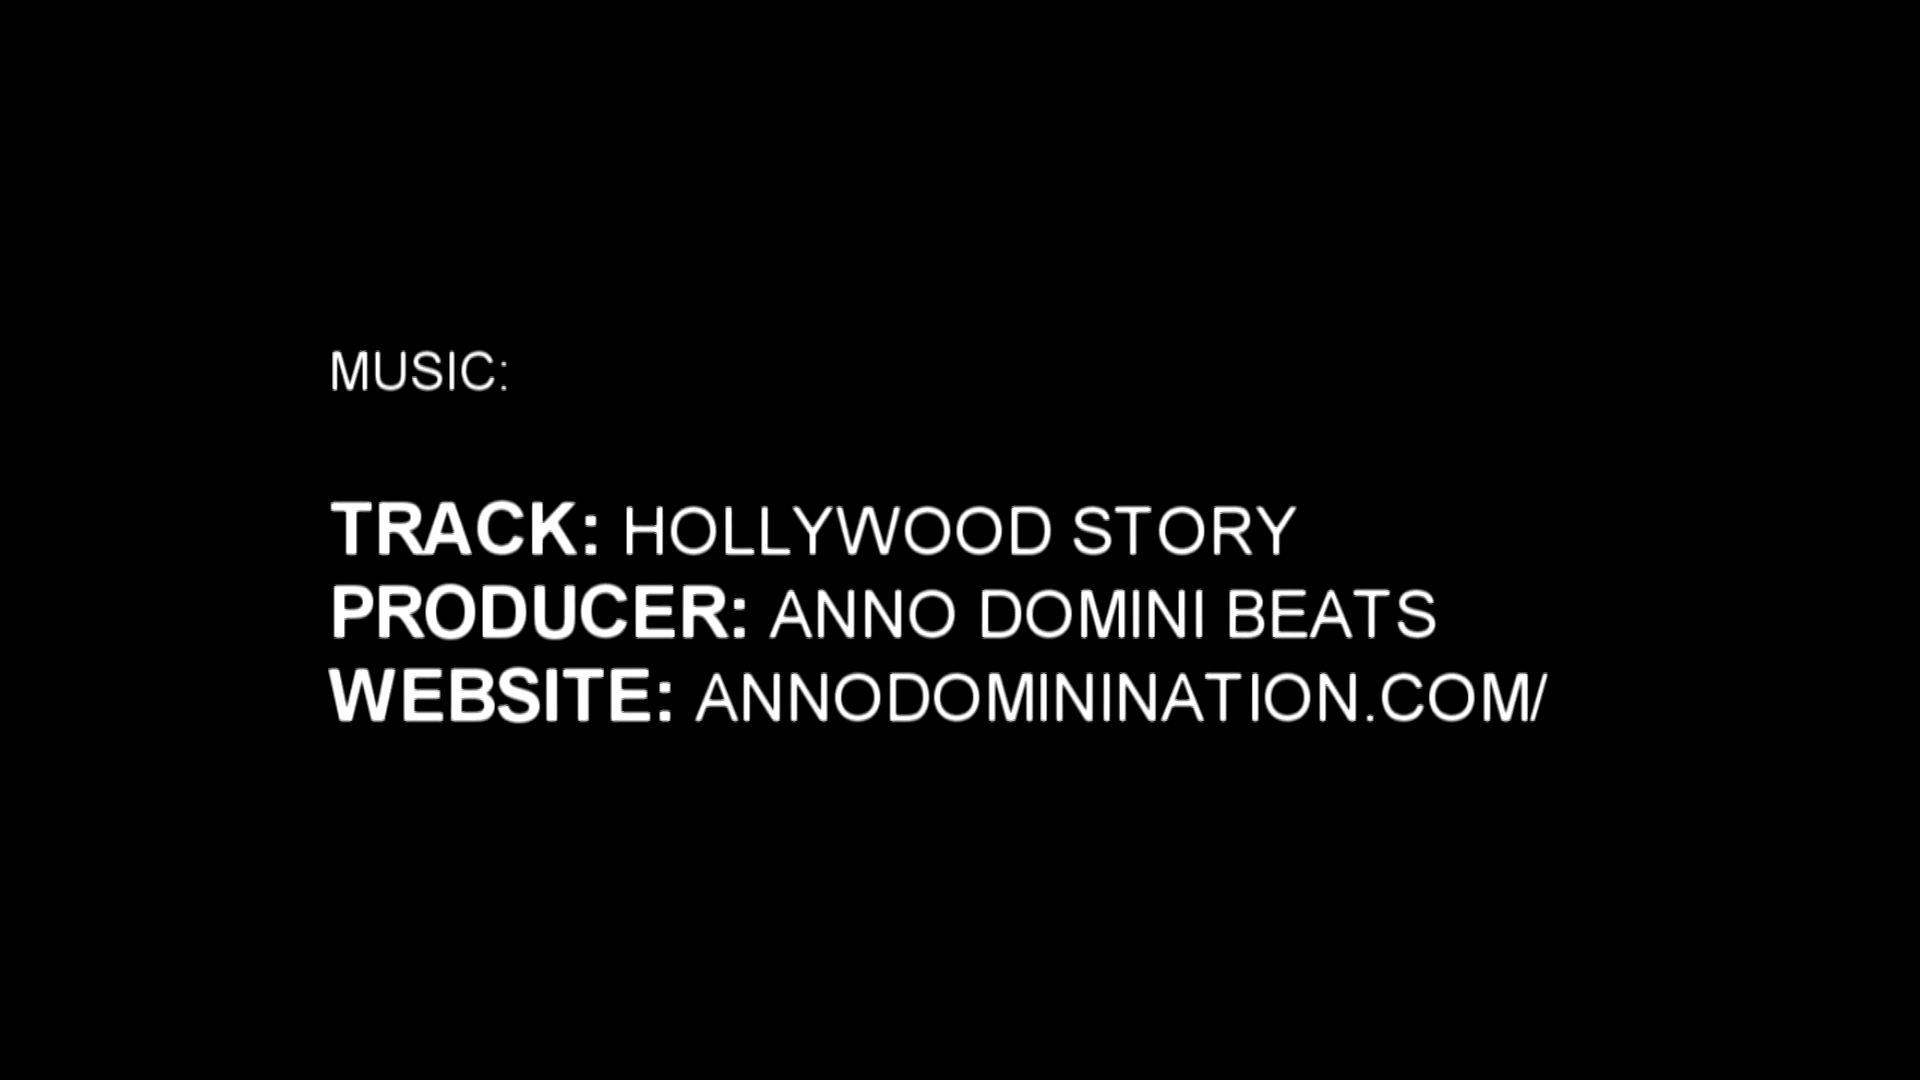 MUSIC:
TRACK: HOLLYWOOD STORY
PRODUCER: ANNO DOMINI BEATS
WEBSITE: ANNODOMININATION.COM/